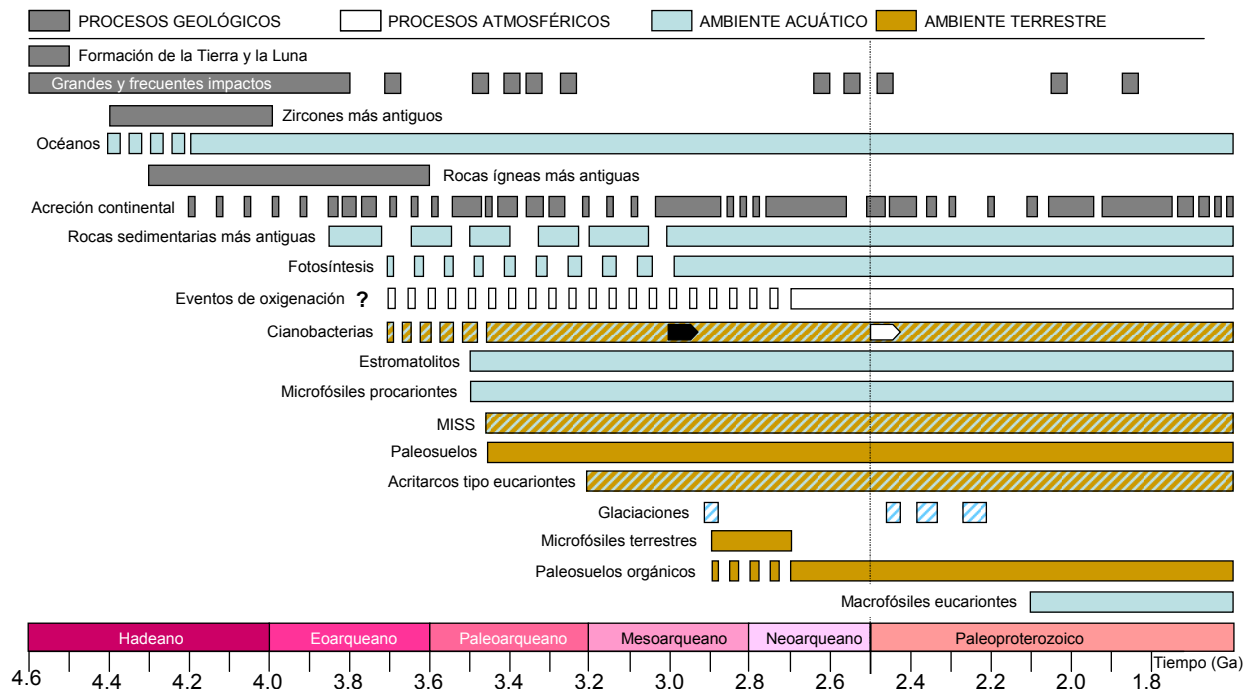 PROCESOS GEOLÓGICOS PROCESOS ATMOSFÉRICOS AMBIENTE ACUÁTICO AMBIENTE TERRESTRE
Formación de la Tierra y la Luna
Grandes y frecuentes impactos
Zircones más antiguos
Océanos
Rocas ígneas más antiguas
Acreción continental
Rocas sedimentarias más antiguas
Fotosíntesis
Eventos de oxigenación ?
Cianobacterias
Estromatolitos
Microfósiles procariontes
MISS
Paleosuelos
Acritarcos tipo eucariontes
Glaciaciones
Microfósiles terrestres
Paleosuelos orgánicos
Macrofósiles eucariontes
Hadeano Eoarqueano Paleoarqueano Mesoarqueano Neoarqueano Paleoproterozoico
Tiempo (Ga)
4.6 4.4 4.2 4.0 3.8 3.6 3.4 3.2 3.0 2.8 2.6 2.4 2.2 2.0 1.8